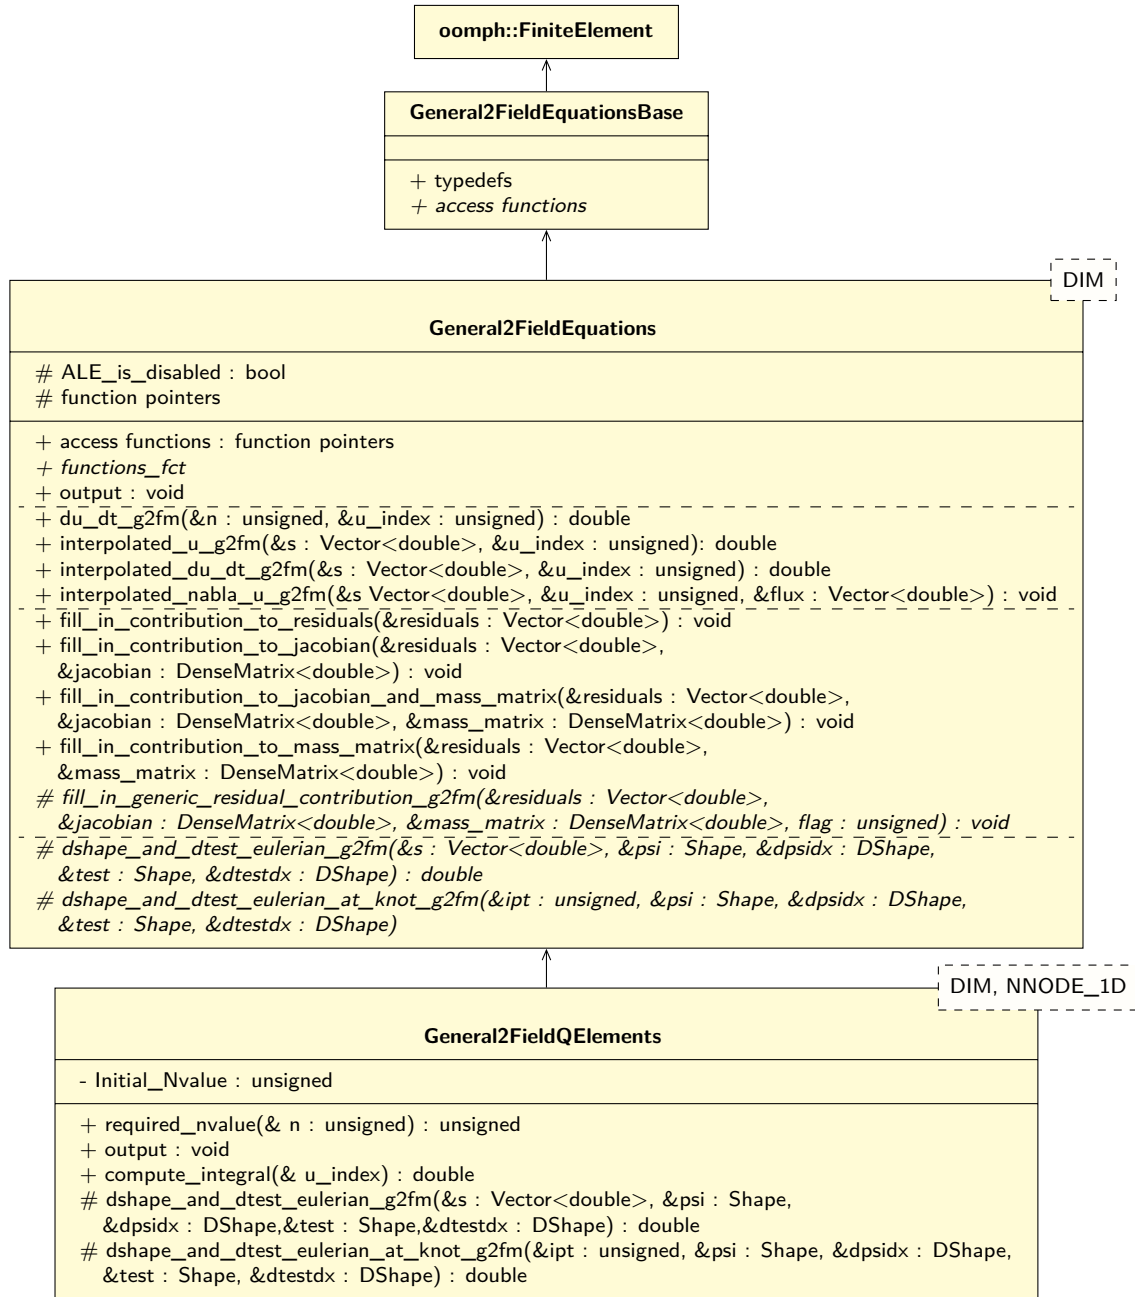 oomph::FiniteElement
General2FieldEquationsBase
+ typedefs
+ access functions
DIM
General2FieldEquations
# ALE_is_disabled : bool
# function pointers
+ access functions : function pointers
+ functions_fct
+ output : void
+ du_dt_g2fm(&n : unsigned, &u_index : unsigned) : double
+ interpolated_u_g2fm(&s : Vector<double>, &u_index : unsigned): double
+ interpolated_du_dt_g2fm(&s : Vector<double>, &u_index : unsigned) : double
+ interpolated_nabla_u_g2fm(&s Vector<double>, &u_index : unsigned, &flux : Vector<double>) : void
+ fill_in_contribution_to_residuals(&residuals : Vector<double>) : void
+ fill_in_contribution_to_jacobian(&residuals : Vector<double>,
&jacobian : DenseMatrix<double>) : void
+ fill_in_contribution_to_jacobian_and_mass_matrix(&residuals : Vector<double>,
&jacobian : DenseMatrix<double>, &mass_matrix : DenseMatrix<double>) : void
+ fill_in_contribution_to_mass_matrix(&residuals : Vector<double>,
&mass_matrix : DenseMatrix<double>) : void
# fill_in_generic_residual_contribution_g2fm(&residuals : Vector<double>,
&jacobian : DenseMatrix<double>, &mass_matrix : DenseMatrix<double>, flag : unsigned) : void
# dshape_and_dtest_eulerian_g2fm(&s : Vector<double>, &psi : Shape, &dpsidx : DShape,
&test : Shape, &dtestdx : DShape) : double
# dshape_and_dtest_eulerian_at_knot_g2fm(&ipt : unsigned, &psi : Shape, &dpsidx : DShape,
&test : Shape, &dtestdx : DShape)
DIM, NNODE_1D
General2FieldQElements
- Initial_Nvalue : unsigned
+ required_nvalue(& n : unsigned) : unsigned
+ output : void
+ compute_integral(& u_index) : double
# dshape_and_dtest_eulerian_g2fm(&s : Vector<double>, &psi : Shape,
&dpsidx : DShape,&test : Shape,&dtestdx : DShape) : double
# dshape_and_dtest_eulerian_at_knot_g2fm(&ipt : unsigned, &psi : Shape, &dpsidx : DShape,
&test : Shape, &dtestdx : DShape) : double